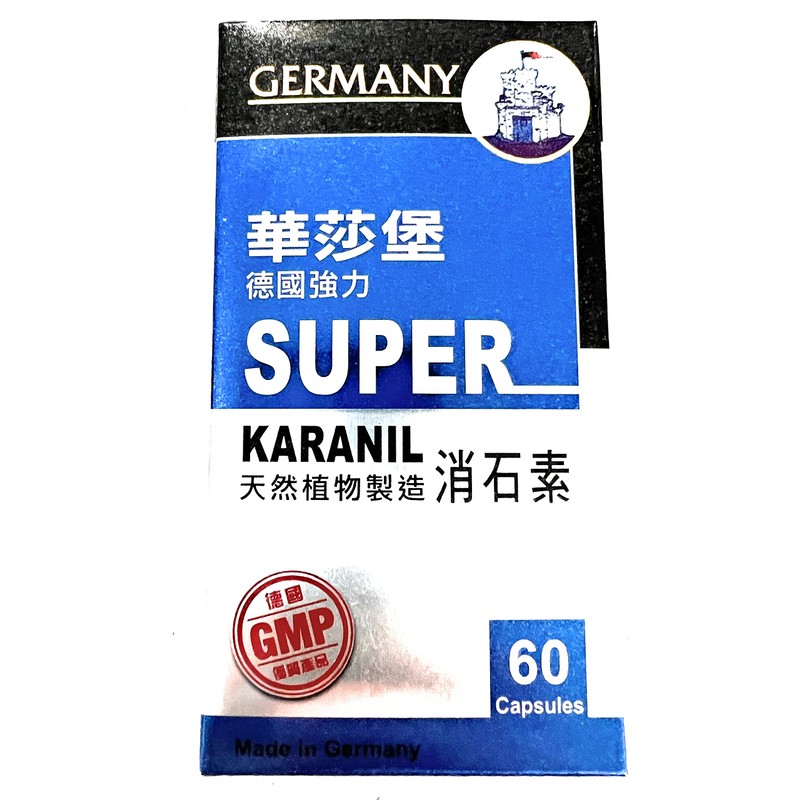 GERMANY
華莎堡
德國強力
SUPER
KARANIL
天然植物製造 消石素
德國
GMP
優質產品
60
Capsules
Made in Germany